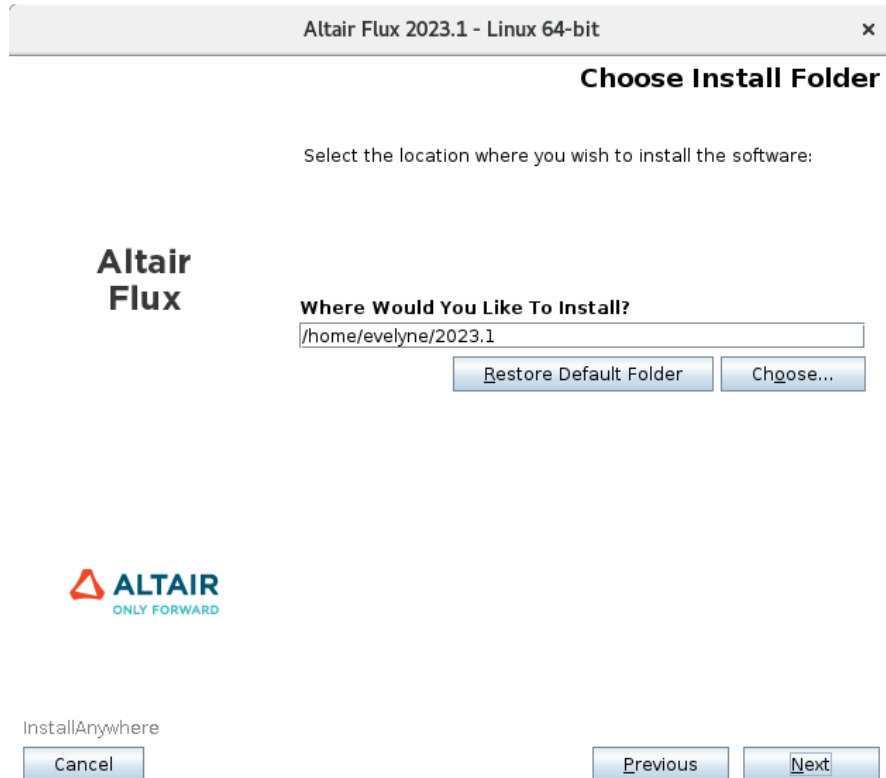 Altair Flux 2023.1 - Linux 64-bit ×
Choose Install Folder
Select the location where you wish to install the software:
Altair
Flux
Where Would You Like To Install?
/home/evelyne/2023.1
Restore Default Folder Choose...
ALTAIR
ONLY FORWARD
InstallAnywhere
Cancel Previous Next